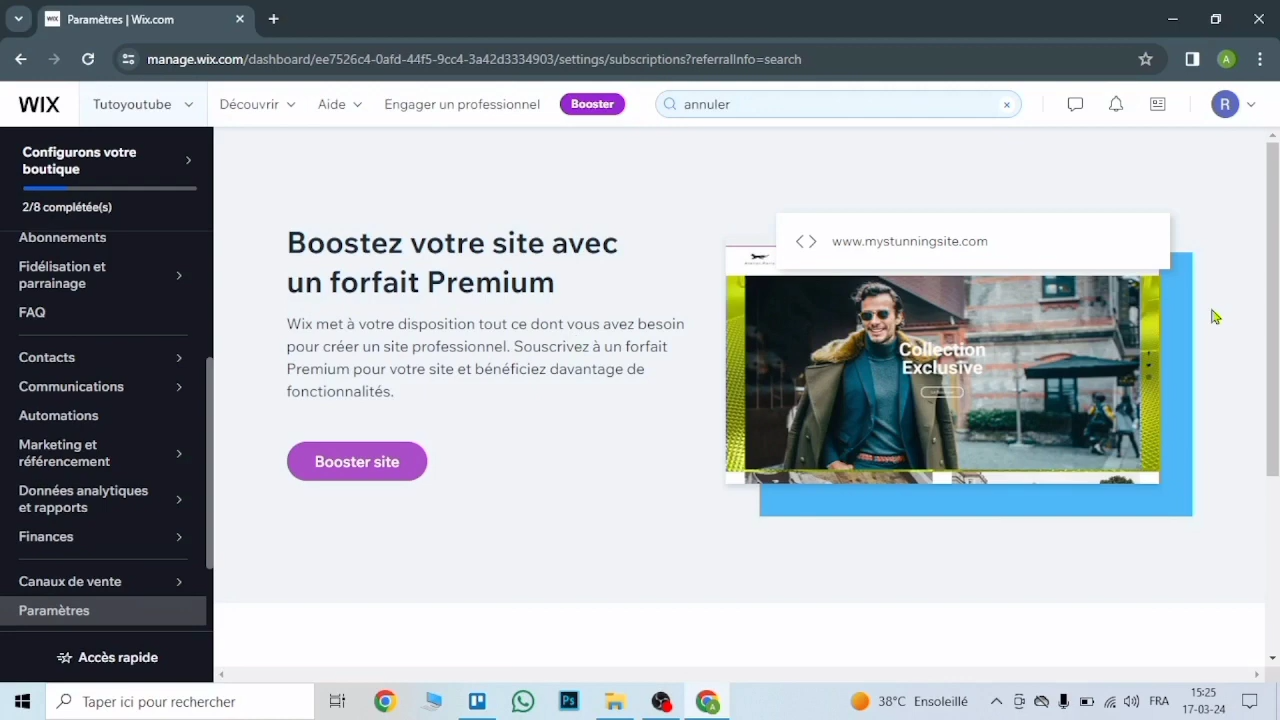 WIX
Paramètres | Wix.com
manage.wix.com/dashboard/ee7526c4-0afd-44f5-9cc4-3a42d3334903/settings/subscriptions?referralInfo=search
A
WIX
Tutoyoutube
Découvrir
Aide
Engager un professionnel
Booster
annuler
R
Configurons votre
boutique
2/8 complétée(s)
Abonnements
Fidélisation et
parrainage
FAQ
Contacts
Communications
Automations
Marketing et
référencement
Données analytiques
et rapports
Finances
Canaux de vente
Paramètres
Accès rapide
Boostez votre site avec
un forfait Premium
Wix met à votre disposition tout ce dont vous avez besoin
pour créer un site professionnel. Souscrivez à un forfait
Premium pour votre site et bénéficiez davantage de
fonctionnalités.
Booster site
www.mystunningsite.com
Collection
Exclusive
Taper ici pour rechercher
Ps
A
38°C Ensoleillé
FRA
15:25
17-03-24